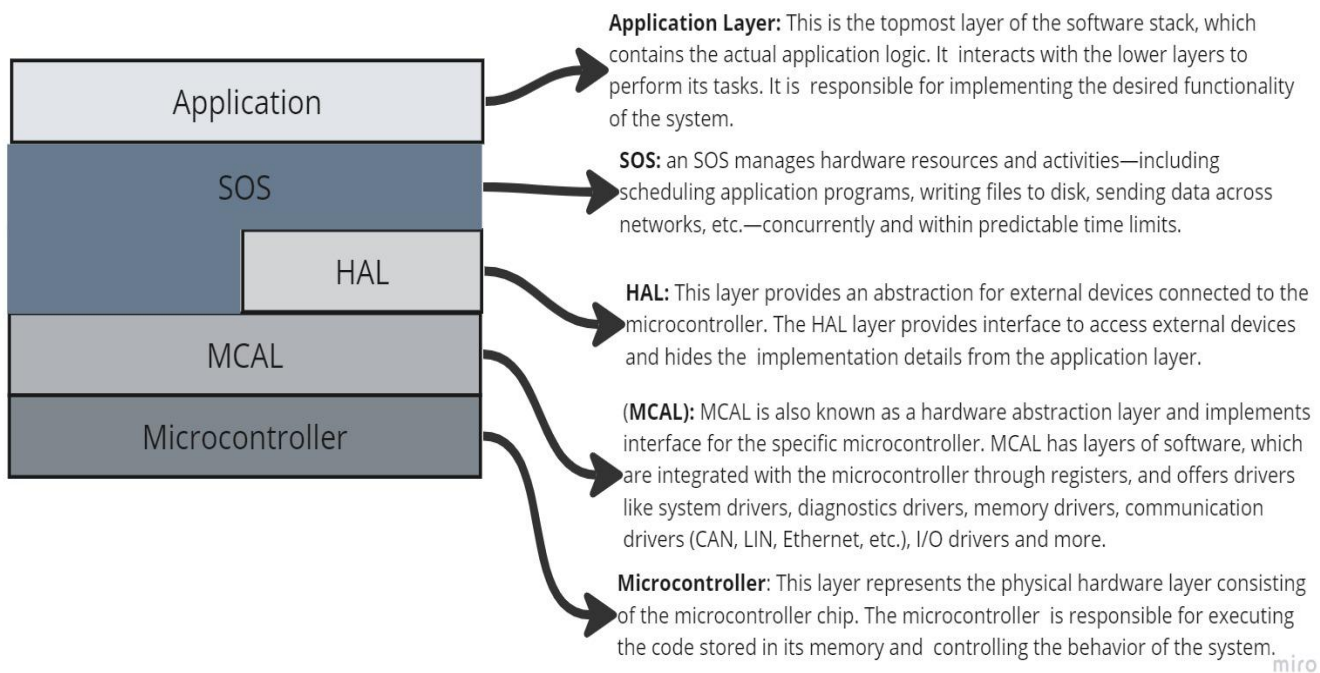 Application
SOS
HAL
MCAL
Microcontroller
Application Layer: This is the topmost layer of the software stack, which
contains the actual application logic. It interacts with the lower layers to
perform its tasks. It is responsible for implementing the desired functionality
of the system.
SOS: an SOS manages hardware resources and activities—including
scheduling application programs, writing files to disk, sending data across
networks, etc.—concurrently and within predictable time limits.
HAL: This layer provides an abstraction for external devices connected to the
microcontroller. The HAL layer provides interface to access external devices
and hides the implementation details from the application layer.
(MCAL): MCAL is also known as a hardware abstraction layer and implements
interface for the specific microcontroller. MCAL has layers of software, which
are integrated with the microcontroller through registers, and offers drivers
like system drivers, diagnostics drivers, memory drivers, communication
drivers (CAN, LIN, Ethernet, etc.), I/O drivers and more.
Microcontroller: This layer represents the physical hardware layer consisting
of the microcontroller chip. The microcontroller is responsible for executing
the code stored in its memory and controlling the behavior of the system.
miro